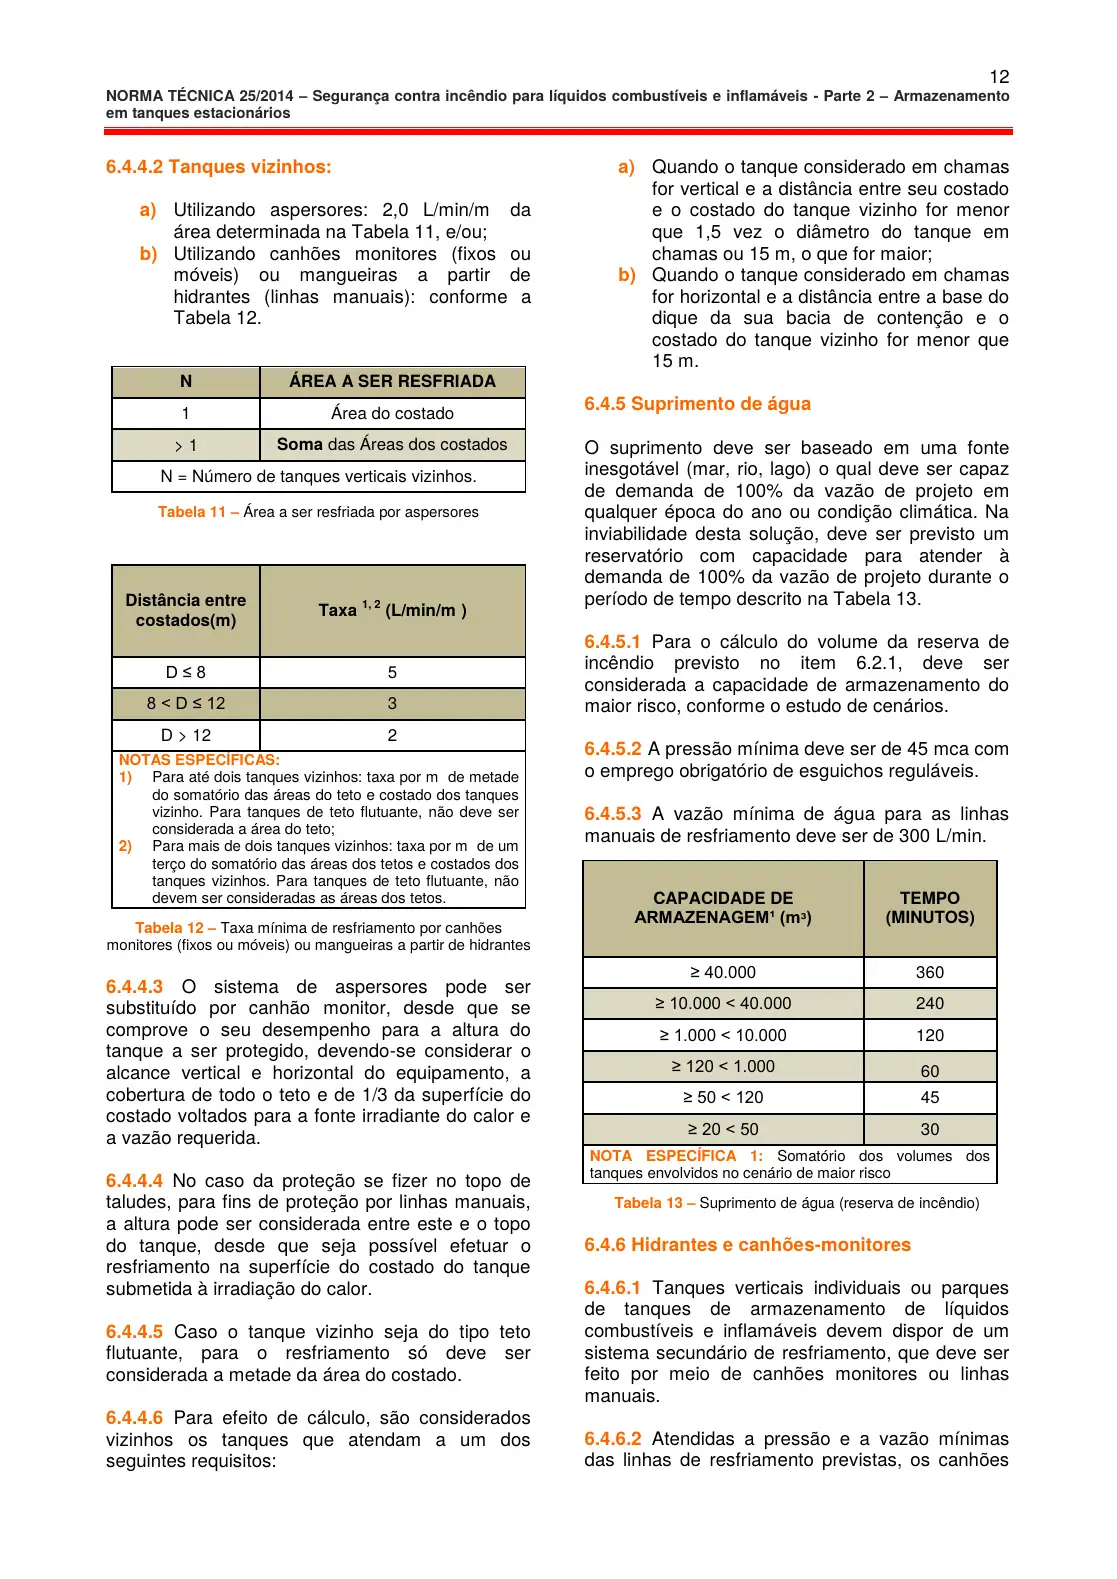 12
NORMA TÉCNICA 25/2014 – Segurança contra incêndio para líquidos combustíveis e inflamáveis - Parte 2 – Armazenamento
em tanques estacionários
6.4.4.2 Tanques vizinhos:
a) Utilizando aspersores: 2,0 L/min/m da
área determinada na Tabela 11, e/ou;
b) Utilizando canhões monitores (fixos ou
móveis) ou mangueiras a partir de
hidrantes (linhas manuais): conforme a
Tabela 12.
N ÁREA A SER RESFRIADA
1 Área do costado
> 1 Soma das Áreas dos costados
N = Número de tanques verticais vizinhos.
Tabela 11 – Área a ser resfriada por aspersores
Distância entre
costados(m)
Taxa 1, 2 (L/min/m )
D ≤ 8 5
8 < D ≤ 12 3
D > 12 2
NOTAS ESPECÍFICAS:
1) Para até dois tanques vizinhos: taxa por m de metade
do somatório das áreas do teto e costado dos tanques
vizinho. Para tanques de teto flutuante, não deve ser
considerada a área do teto;
2) Para mais de dois tanques vizinhos: taxa por m de um
terço do somatório das áreas dos tetos e costados dos
tanques vizinhos. Para tanques de teto flutuante, não
devem ser consideradas as áreas dos tetos.
Tabela 12 – Taxa mínima de resfriamento por canhões
monitores (fixos ou móveis) ou mangueiras a partir de hidrantes
6.4.4.3 O sistema de aspersores pode ser
substituído por canhão monitor, desde que se
comprove o seu desempenho para a altura do
tanque a ser protegido, devendo-se considerar o
alcance vertical e horizontal do equipamento, a
cobertura de todo o teto e de 1/3 da superfície do
costado voltados para a fonte irradiante do calor e
a vazão requerida.
6.4.4.4 No caso da proteção se fizer no topo de
taludes, para fins de proteção por linhas manuais,
a altura pode ser considerada entre este e o topo
do tanque, desde que seja possível efetuar o
resfriamento na superfície do costado do tanque
submetida à irradiação do calor.
6.4.4.5 Caso o tanque vizinho seja do tipo teto
flutuante, para o resfriamento só deve ser
considerada a metade da área do costado.
6.4.4.6 Para efeito de cálculo, são considerados
vizinhos os tanques que atendam a um dos
seguintes requisitos:
a) Quando o tanque considerado em chamas
for vertical e a distância entre seu costado
e o costado do tanque vizinho for menor
que 1,5 vez o diâmetro do tanque em
chamas ou 15 m, o que for maior;
b) Quando o tanque considerado em chamas
for horizontal e a distância entre a base do
dique da sua bacia de contenção e o
costado do tanque vizinho for menor que
15 m.
6.4.5 Suprimento de água
O suprimento deve ser baseado em uma fonte
inesgotável (mar, rio, lago) o qual deve ser capaz
de demanda de 100% da vazão de projeto em
qualquer época do ano ou condição climática. Na
inviabilidade desta solução, deve ser previsto um
reservatório com capacidade para atender à
demanda de 100% da vazão de projeto durante o
período de tempo descrito na Tabela 13.
6.4.5.1 Para o cálculo do volume da reserva de
incêndio previsto no item 6.2.1, deve ser
considerada a capacidade de armazenamento do
maior risco, conforme o estudo de cenários.
6.4.5.2 A pressão mínima deve ser de 45 mca com
o emprego obrigatório de esguichos reguláveis.
6.4.5.3 A vazão mínima de água para as linhas
manuais de resfriamento deve ser de 300 L/min.
CAPACIDADE DE
ARMAZENAGEM¹ (m³)
TEMPO
(MINUTOS)
≥ 40.000 360
≥ 10.000 < 40.000 240
≥ 1.000 < 10.000 120
≥ 120 < 1.000 60
≥ 50 < 120 45
≥ 20 < 50 30
NOTA ESPECÍFICA 1: Somatório dos volumes dos
tanques envolvidos no cenário de maior risco
Tabela 13 – Suprimento de água (reserva de incêndio)
6.4.6 Hidrantes e canhões-monitores
6.4.6.1 Tanques verticais individuais ou parques
de tanques de armazenamento de líquidos
combustíveis e inflamáveis devem dispor de um
sistema secundário de resfriamento, que deve ser
feito por meio de canhões monitores ou linhas
manuais.
6.4.6.2 Atendidas a pressão e a vazão mínimas
das linhas de resfriamento previstas, os canhões